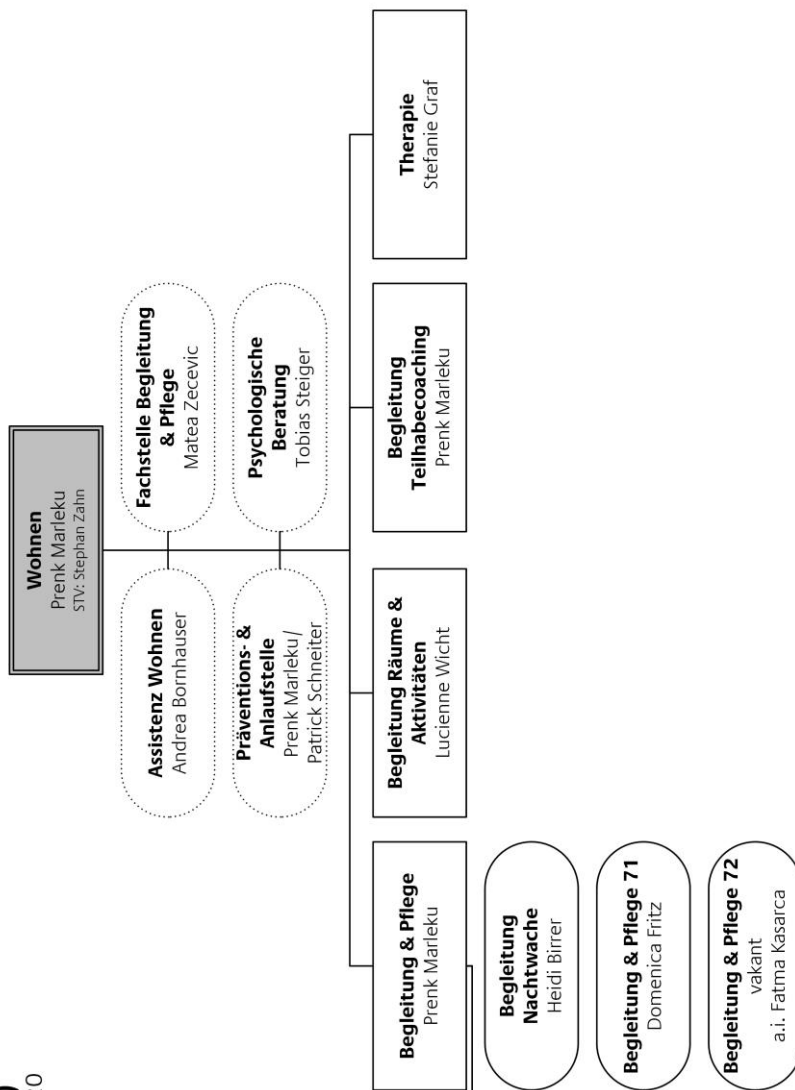 Wohnen
Prenk Marleku
STV: Stephan Zahn
Assistenz Wohnen
Andrea Bornhauser
Fachstelle Begleitung
& Pflege
Matea Zecevic
Präventions- &
Anlaufstelle
Prenk Marleku/
Patrick Schneiter
Psychologische
Beratung
Tobias Steiger
Begleitung & Pflege
Prenk Marleku
Begleitung Räume &
Aktivitäten
Lucienne Wicht
Begleitung
Teilhabecoaching
Prenk Marleku
Therapie
Stefanie Graf
Begleitung
Nachtwache
Heidi Birrer
Begleitung & Pflege 71
Domenica Fritz
Begleitung & Pflege 72
vakant
a.i. Fatma Kasarca